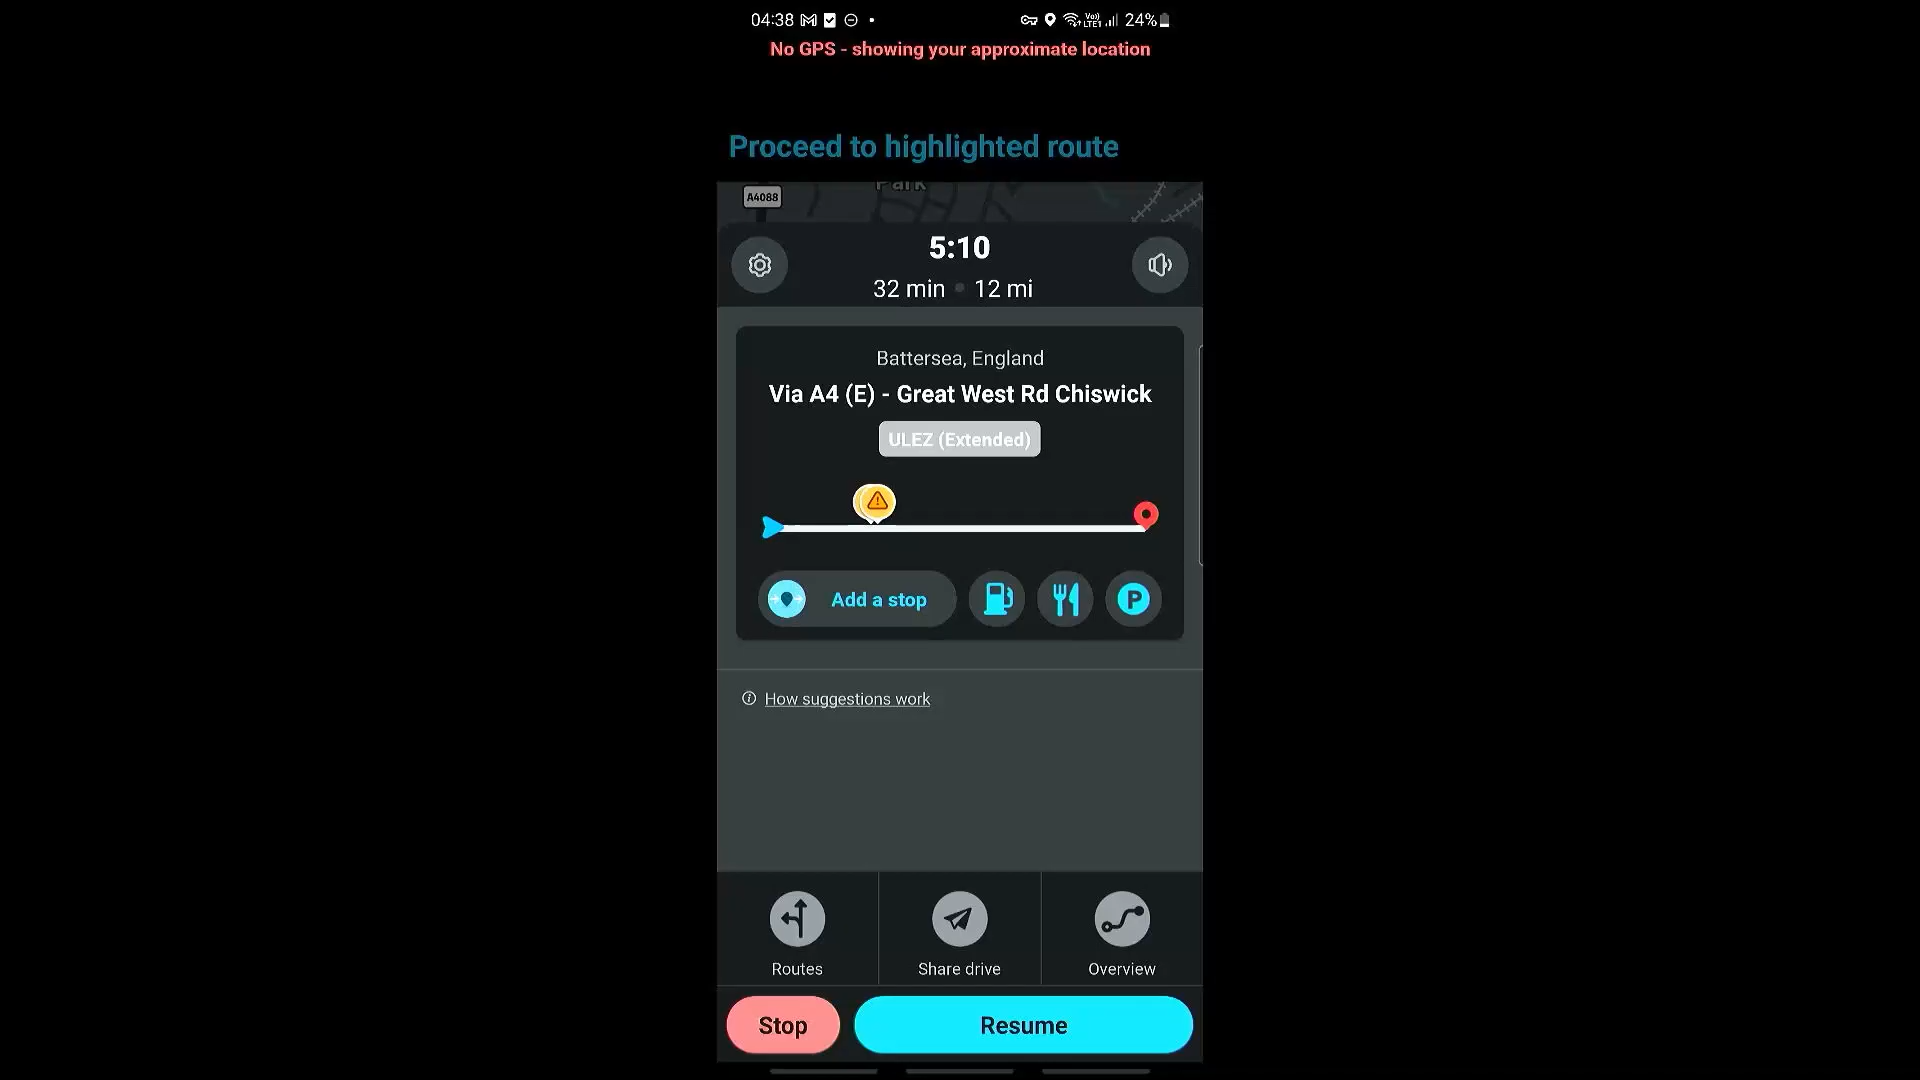 04:38
24%
No GPS - showing your approximate location
Proceed to highlighted route
Park
A4088
5:10
32 min • 12 mi
Battersea, England
Via A4 (E) - Great West Rd Chiswick
ULEZ (Extended)
Add a stop
P
How suggestions work
Routes
Share drive
Overview
Stop
Resume